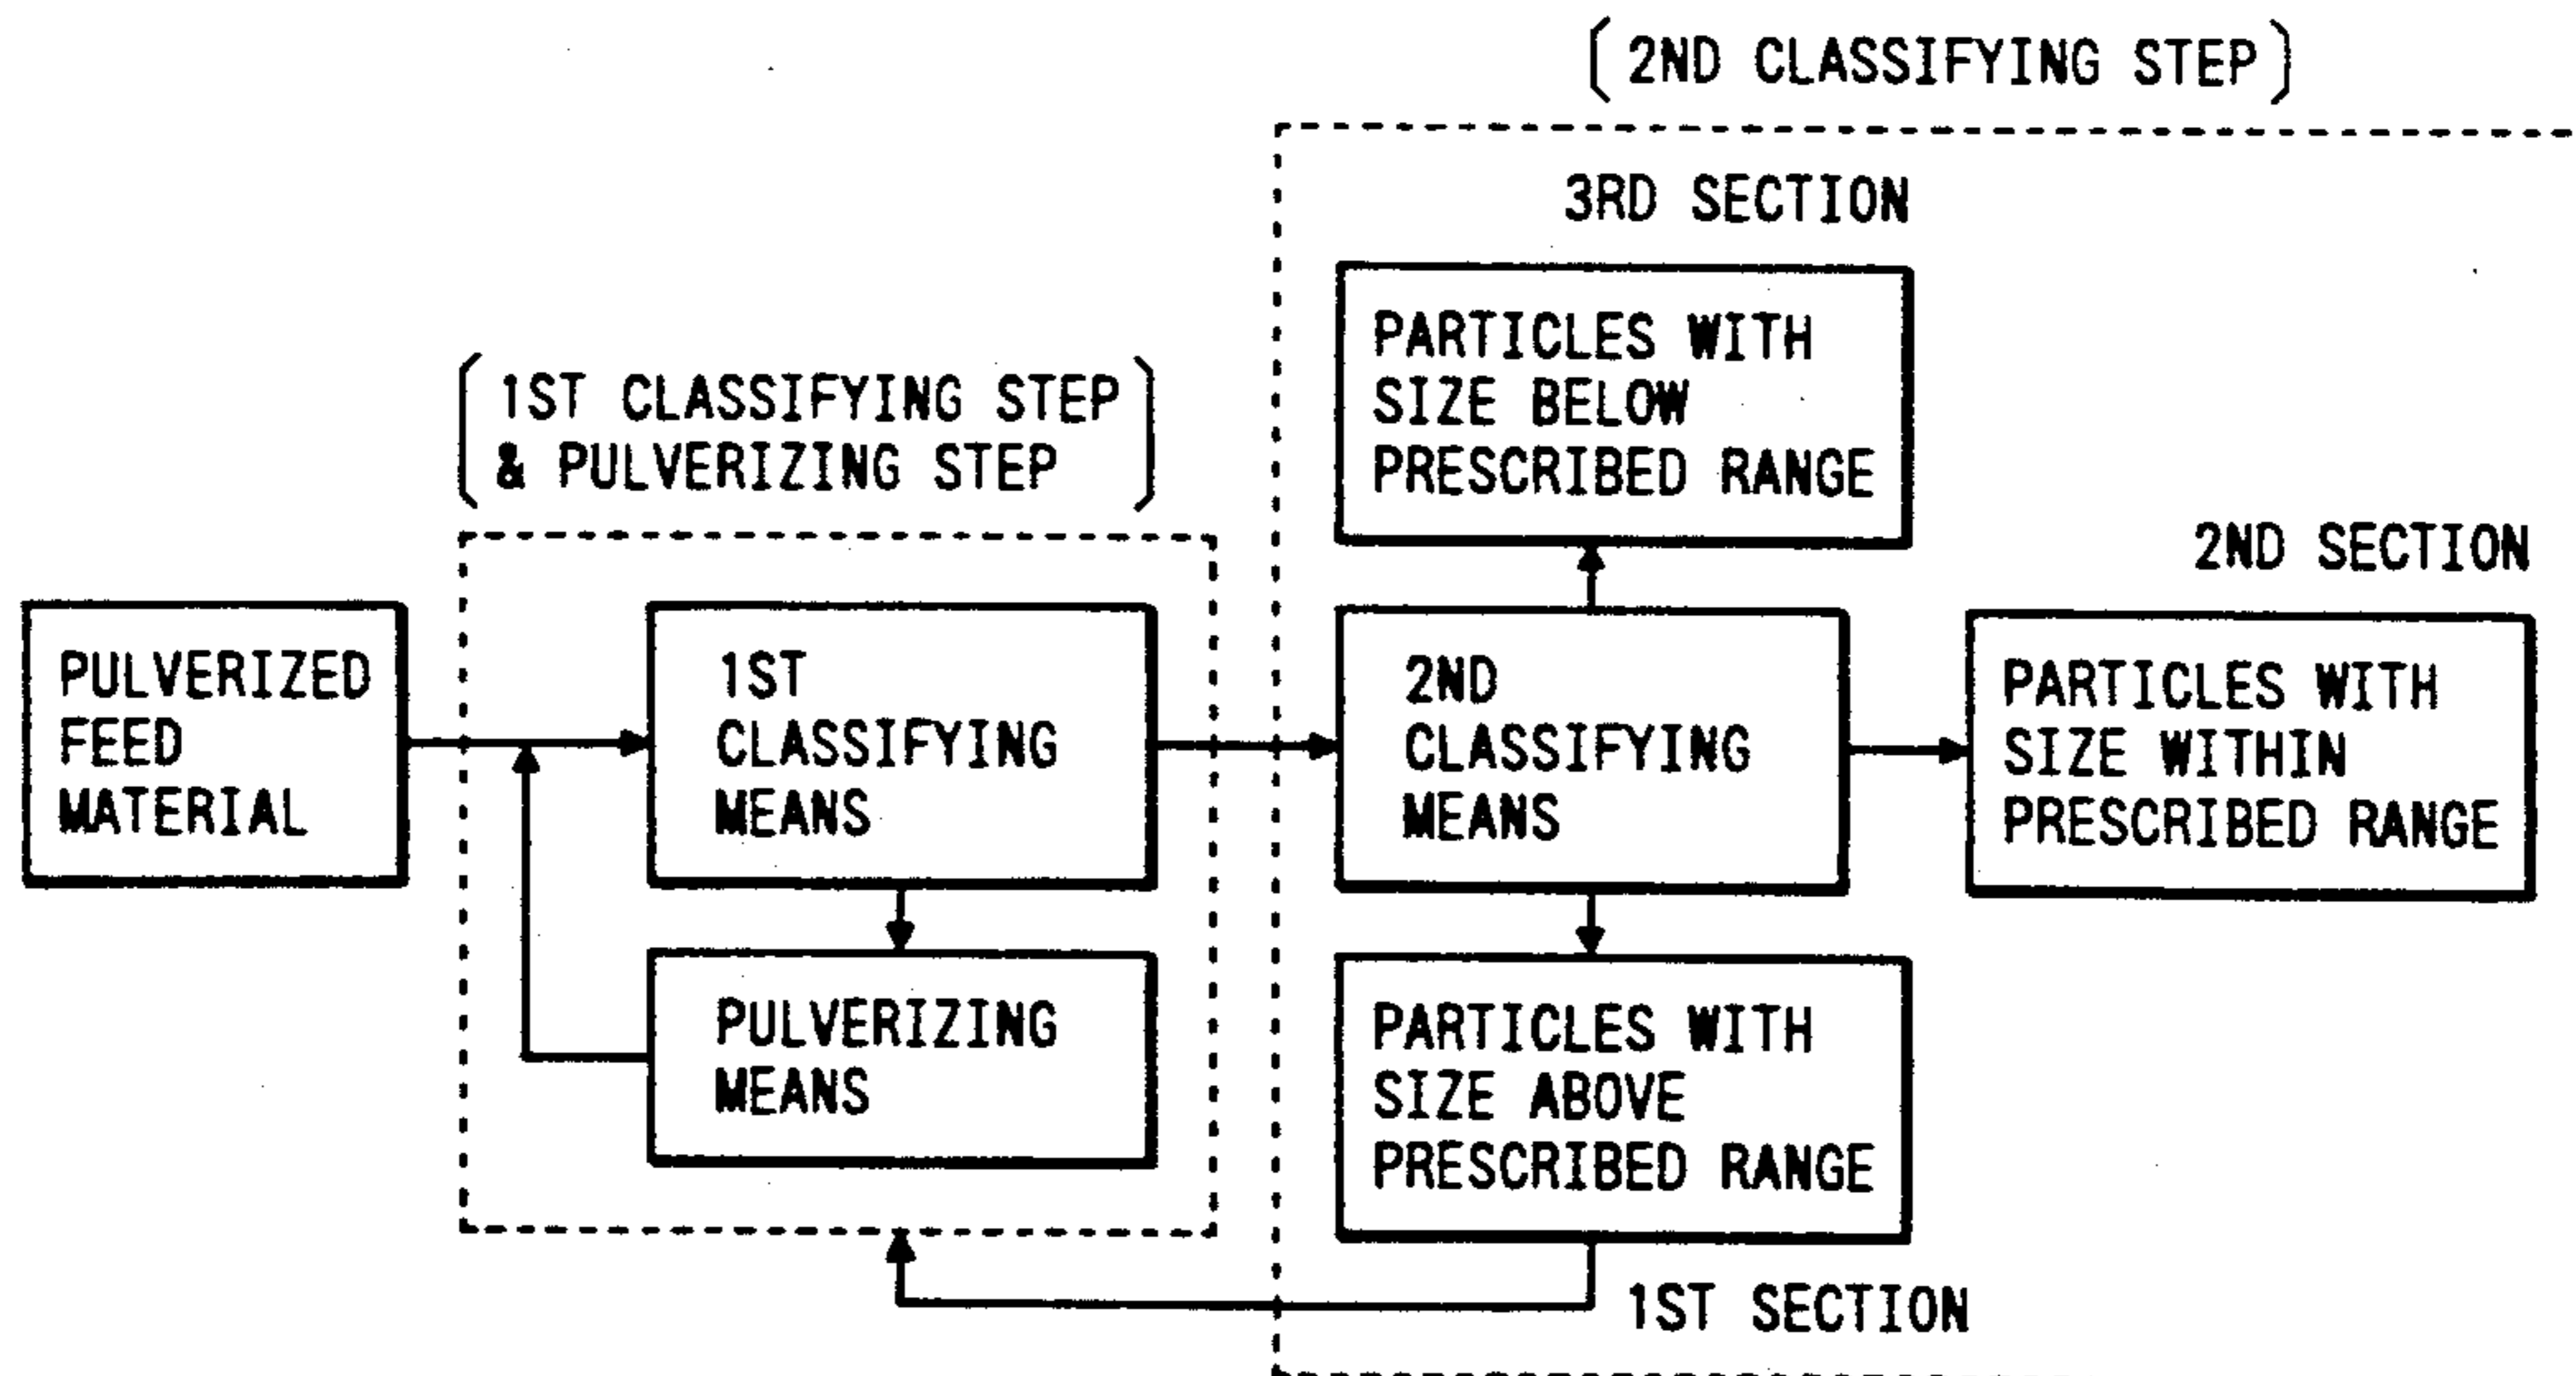 (2ND CLASSIFYING STEP)
3RD SECTION
PARTICLES WITH
SIZE BELOW
PRESCRIBED RANGE
(1ST CLASSIFYING STEP
& PULVERIZING STEP)
2ND SECTION
PULVERIZED
FEED
MATERIAL
1ST
CLASSIFYING
MEANS
2ND
CLASSIFYING
MEANS
PARTICLES WITH
SIZE WITHIN
PRESCRIBED RANGE
PULVERIZING
MEANS
PARTICLES WITH
SIZE ABOVE
PRESCRIBED RANGE
1ST SECTION